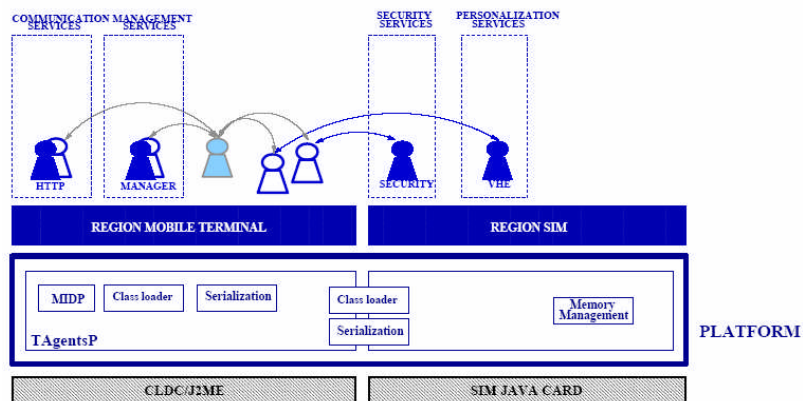 COMMUNICATION MANAGEMENT
SERVICES
SERVICES
SECURITY
SERVICES
PERSONALIZATION
SERVICES
HTTP
MANAGER
SECURITY
VHE
REGION MOBILE TERMINAL
REGION SIM
MIDP
Class loader
Serialization
Class loader
Serialization
Memory
Management
TAgentsP
PLATFORM
CLDC/J2ME
SIM JAVA CARD